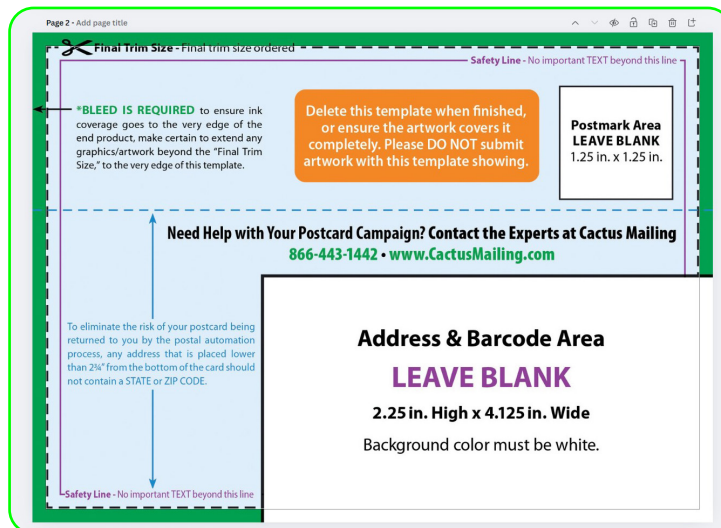 Page 2 - Add page title
Final Trim Size - Final trim size ordered
Safety Line - No important TEXT beyond this line
*BLEED IS REQUIRED to ensure ink
coverage goes to the very edge of the
end product, make certain to extend any
graphics/artwork beyond the “Final Trim
Size,” to the very edge of this template.
Delete this template when finished,
or ensure the artwork covers it
completely. Please DO NOT submit
artwork with this template showing.
Postmark Area
LEAVE BLANK
1.25 in. x 1.25 in.
Need Help with Your Postcard Campaign? Contact the Experts at Cactus Mailing
866-443-1442 • www.CactusMailing.com
To eliminate the risk of your postcard being
returned to you by the postal automation
process, any address that is placed lower
than 2¾” from the bottom of the card should
not contain a STATE or ZIP CODE.
Address & Barcode Area
LEAVE BLANK
2.25 in. High x 4.125 in. Wide
Background color must be white.
Safety Line - No important TEXT beyond this line